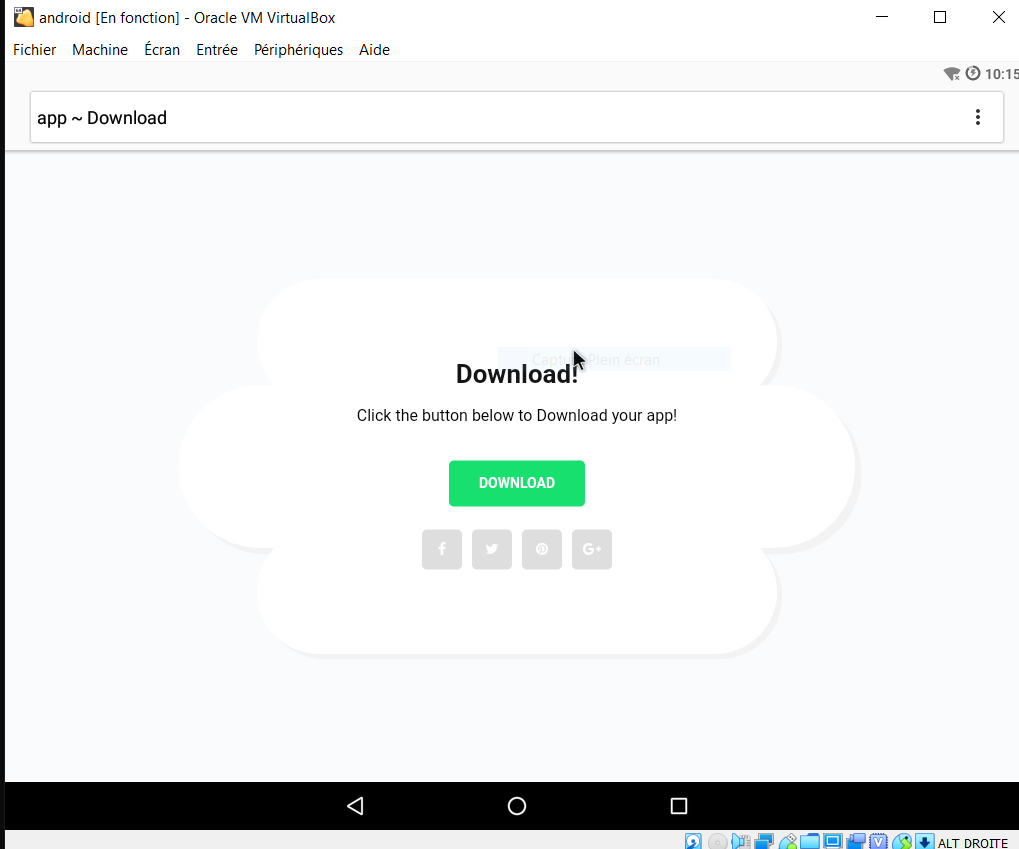 android [En fonction] - Oracle VM VirtualBox
Fichier Machine Écran Entrée Périphériques Aide
10:15
app ~ Download
Plein écran
Download!
Click the button below to Download your app!
DOWNLOAD
G+
ALT DROITE